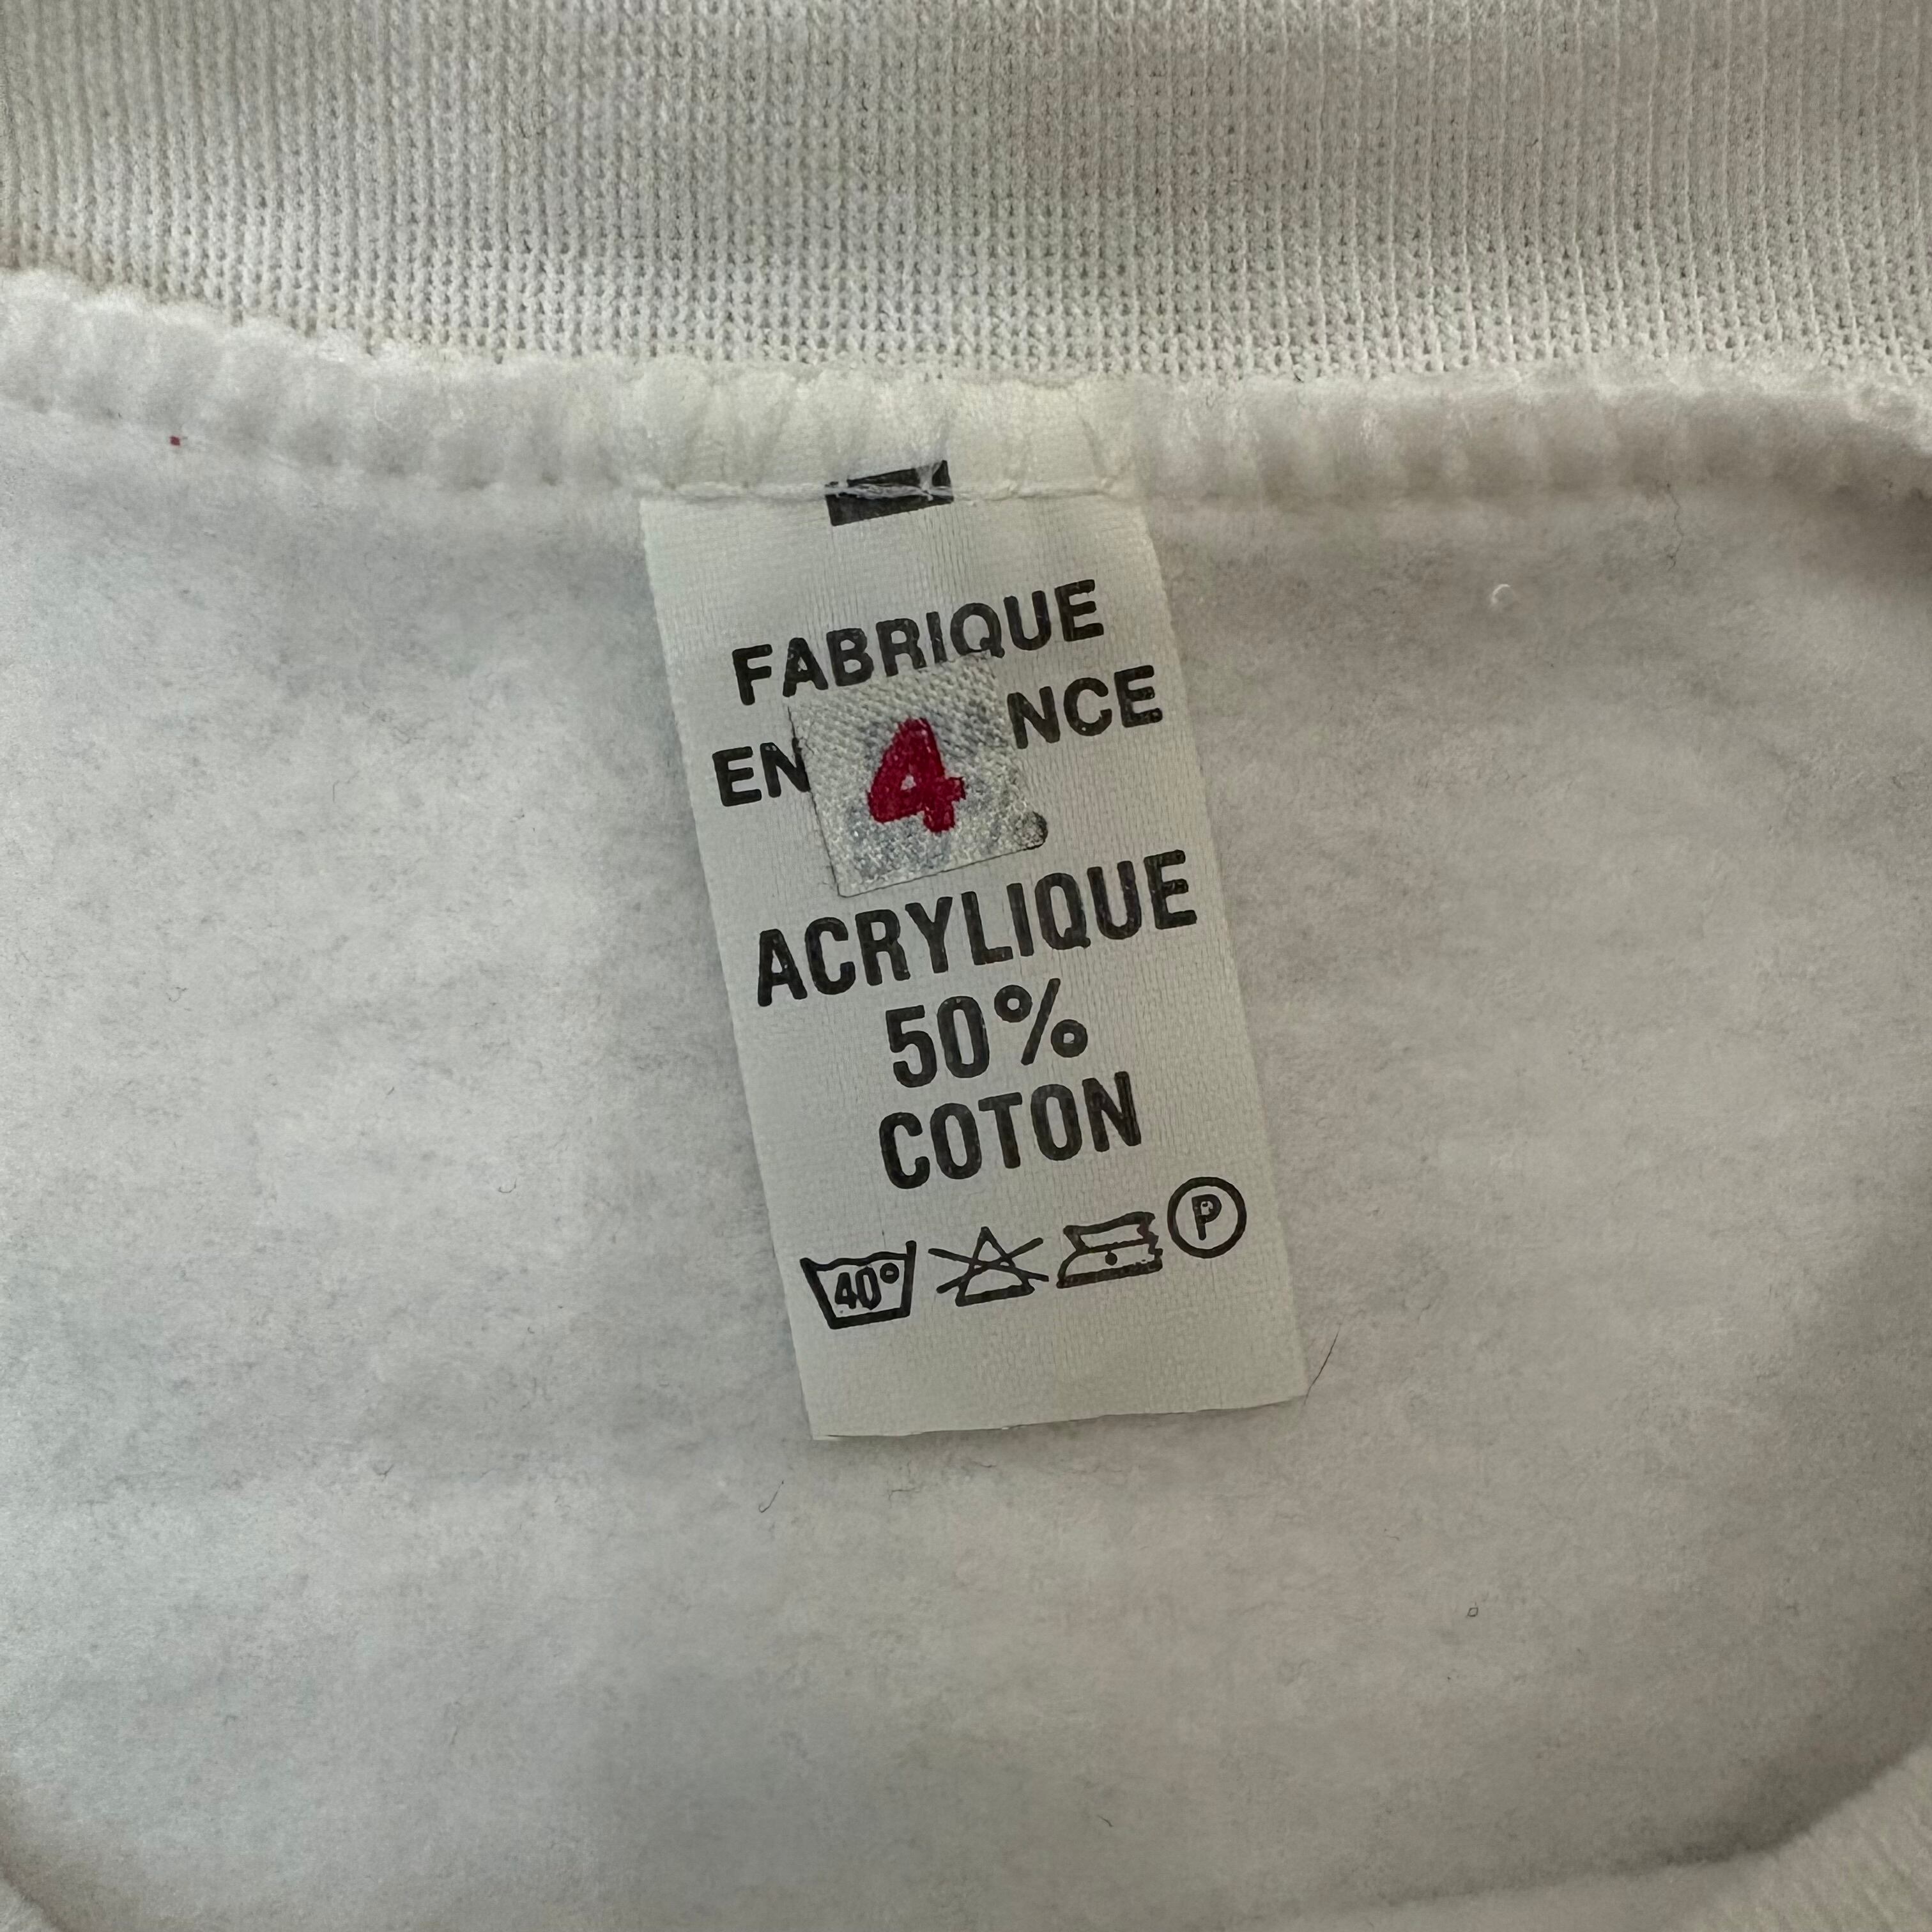 FABRIQUE
EN NCE
4
ACRYLIQUE
50%
COTON
40° P